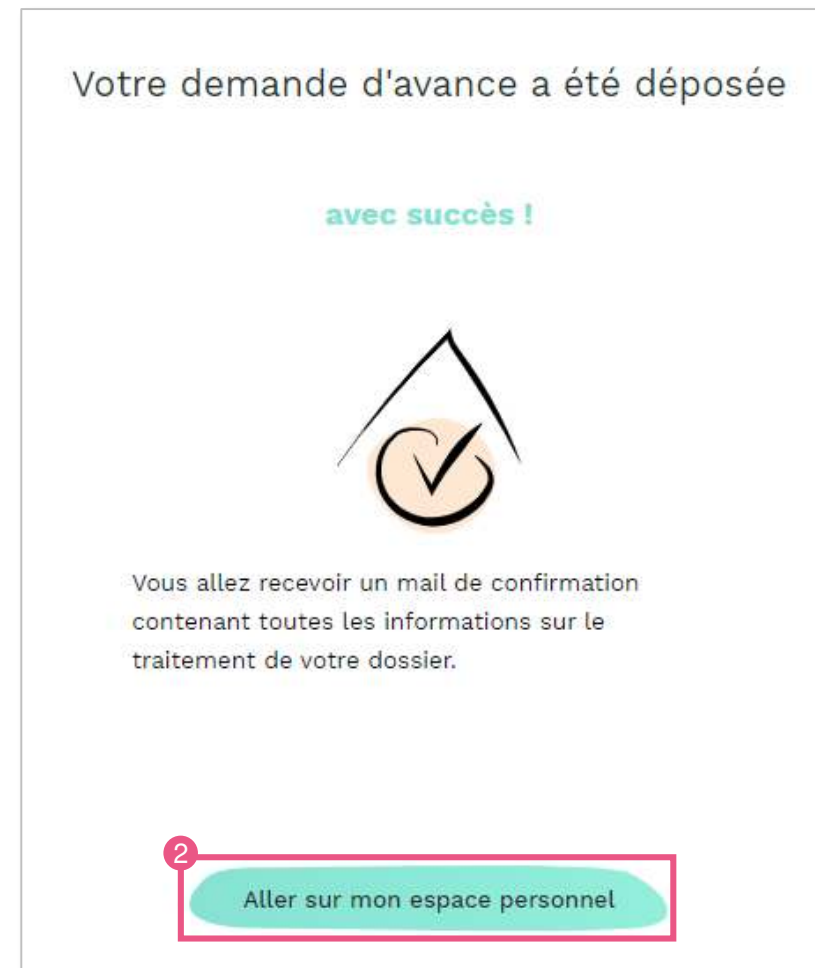 Votre demande d'avance a été déposée
avec succès !
Vous allez recevoir un mail de confirmation
contenant toutes les informations sur le
traitement de votre dossier.
2
Aller sur mon espace personnel